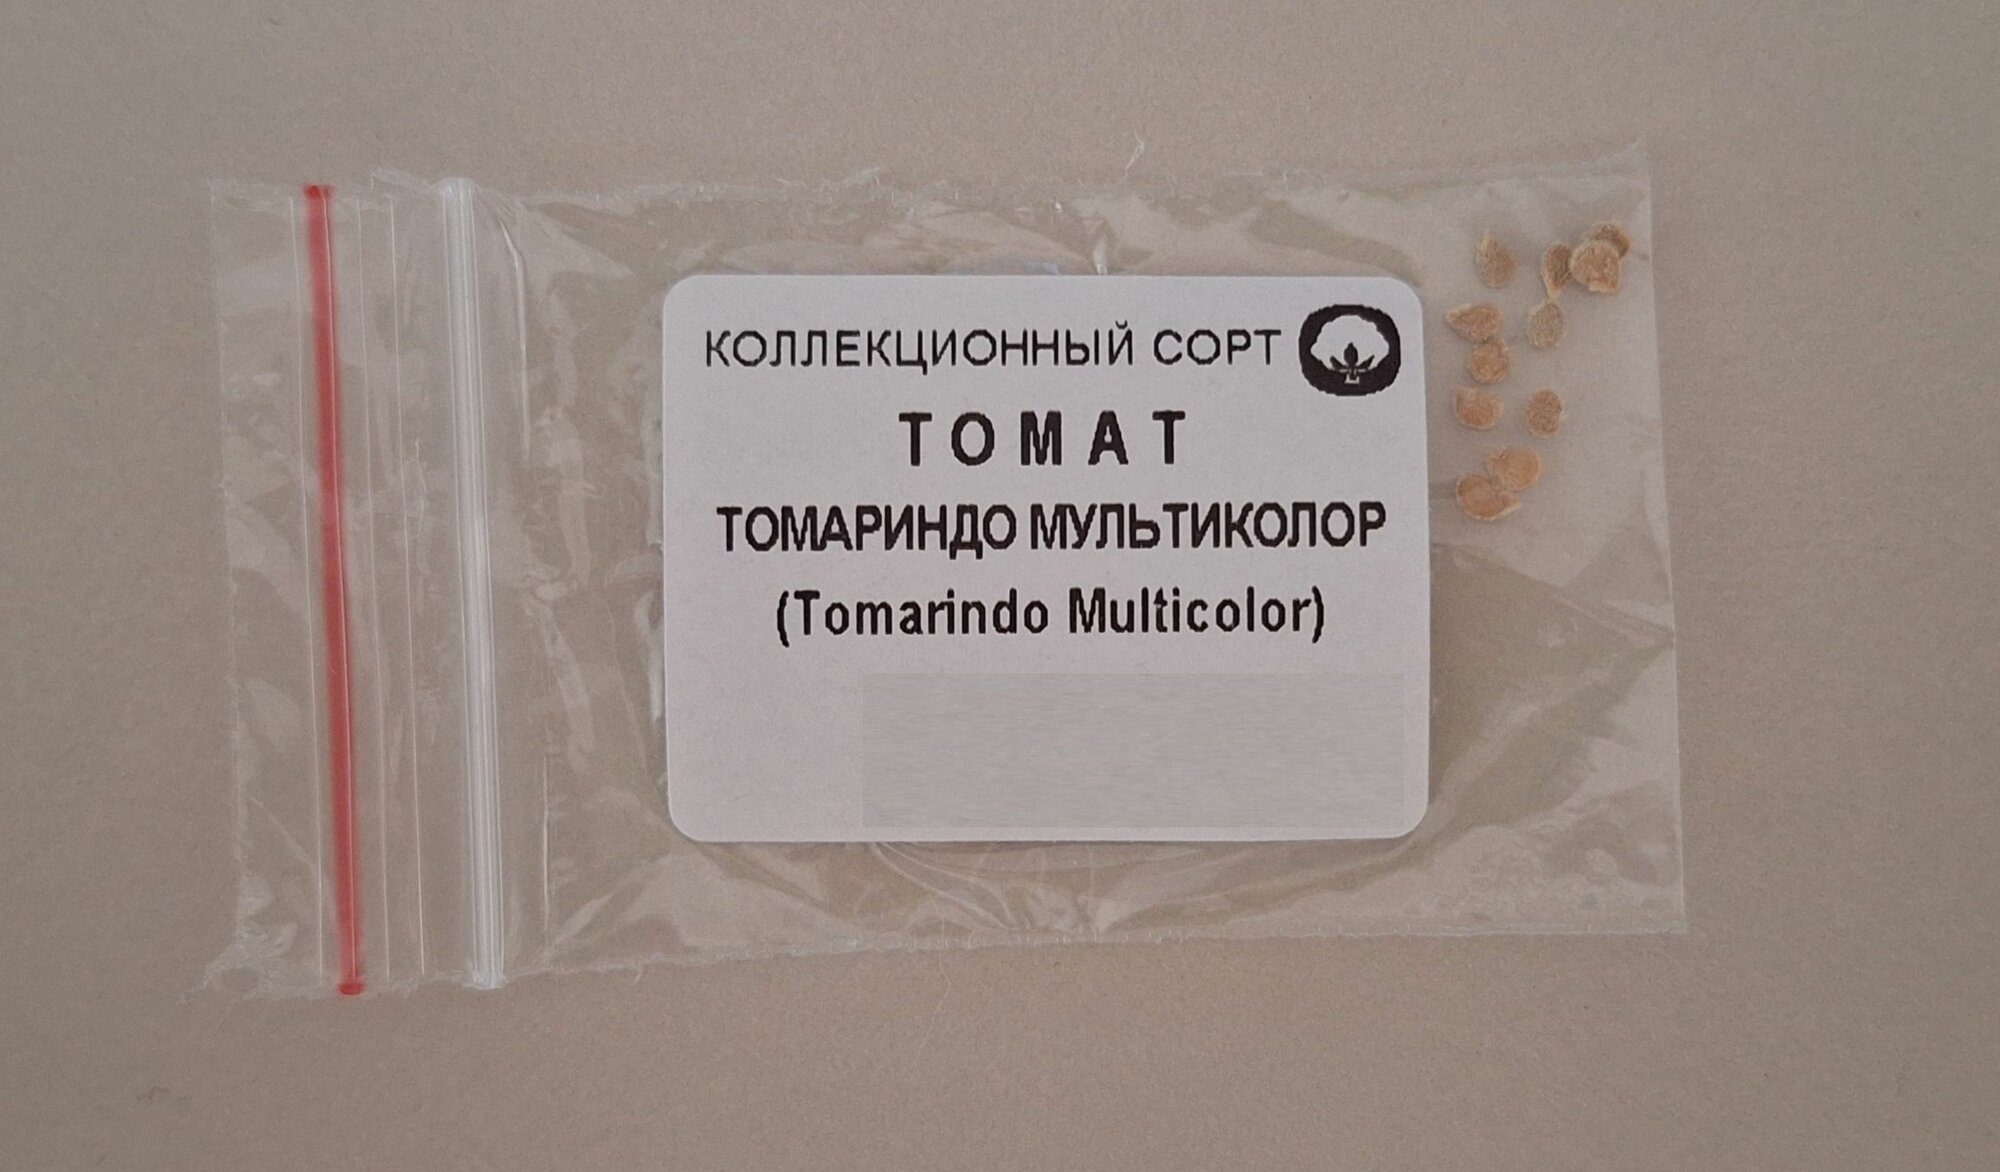 КОЛЛЕКЦИОННЫЙ СОРТ
ТОМАТ
ТОМАРИНДО МУЛЬТИКОЛОР
(Tomarindo Multicolor)